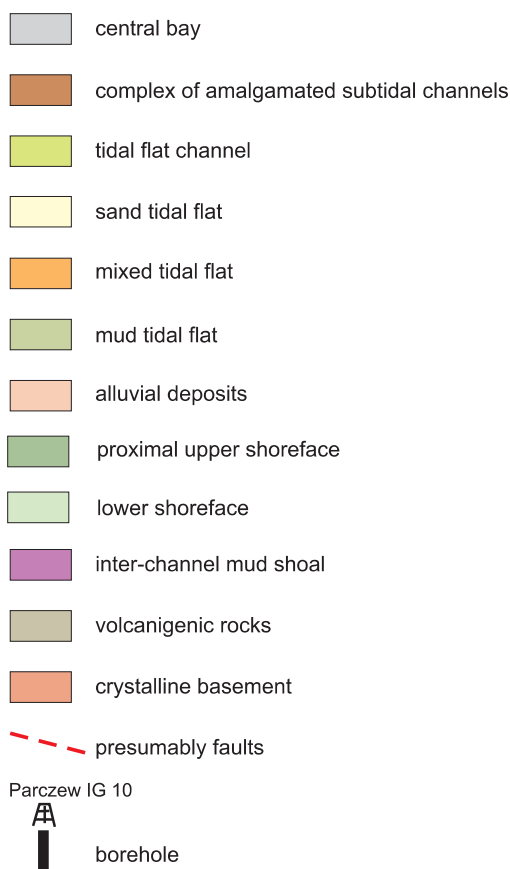 central bay
complex of amalgamated subtidal channels
tidal flat channel
sand tidal flat
mixed tidal flat
mud tidal flat
alluvial deposits
proximal upper shoreface
lower shoreface
inter-channel mud shoal
volcanigenic rocks
crystalline basement
presumably faults
Parczew IG 10
borehole